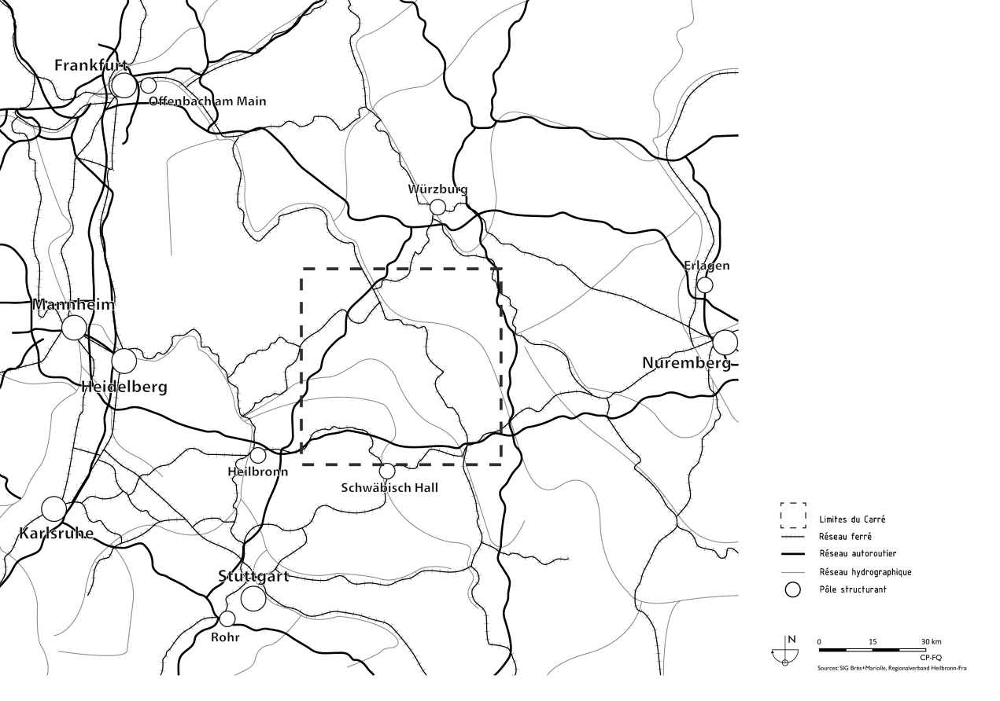 Frankfurt
Offenbach am Main
Würzburg
Erlagen
Mannheim
Nuremberg
Heidelberg
Heilbronn
Schwäbisch Hall
Karlsruhe
Stuttgart
Rohr
Limites du Carré
Réseau ferré
Réseau autoroutier
Réseau hydrographique
Pôle structurant
N
0 15 30 km
CP-FQ
Sources: SIG Brès+Mariolle, Regionalverband Heilbronn-Fra